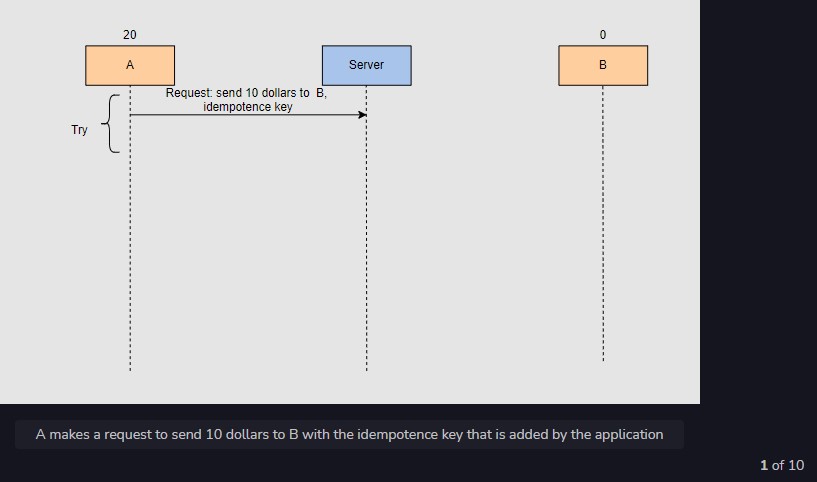 20
0
A
Server
B
Request: send 10 dollars to  B,
idempotence key
Try
A makes a request to send 10 dollars to B with the idempotence key that is added by the application
1 of 10